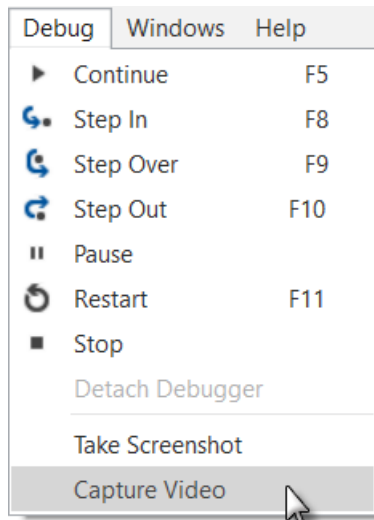 Debug Windows Help
Continue F5
Step In F8
Step Over F9
Step Out F10
Pause
Restart F11
Stop
Detach Debugger
Take Screenshot
Capture Video